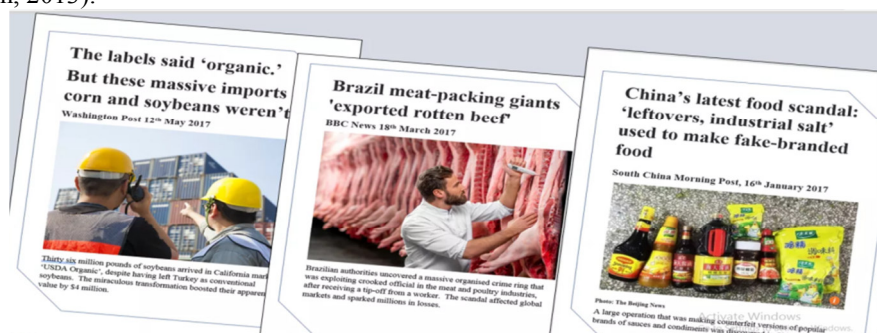 n, 2015).
The labels said ‘organic.’
But these massive imports
corn and soybeans weren’t
Washington Post 12th May 2017
Thirty six million pounds of soybeans arrived in California mar
‘USDA Organic’, despite having left Turkey as conventional
soybeans. The miraculous transformation boosted their apparen
value by $4 million.
Brazil meat-packing giants
'exported rotten beef'
BBC News 18th March 2017
Brazilian authorities uncovered a massive organised crime ring that
was exploiting crooked official in the meat and poultry industries,
after receiving a tip-off from a worker. The scandal affected global
markets and sparked millions in losses.
China’s latest food scandal:
‘leftovers, industrial salt’
used to make fake-branded
food
South China Morning Post, 16th January 2017
Photo: The Beijing News
A large operation that was making counterfeit versions of popular
brands of sauces and condiments was
Activate Windows